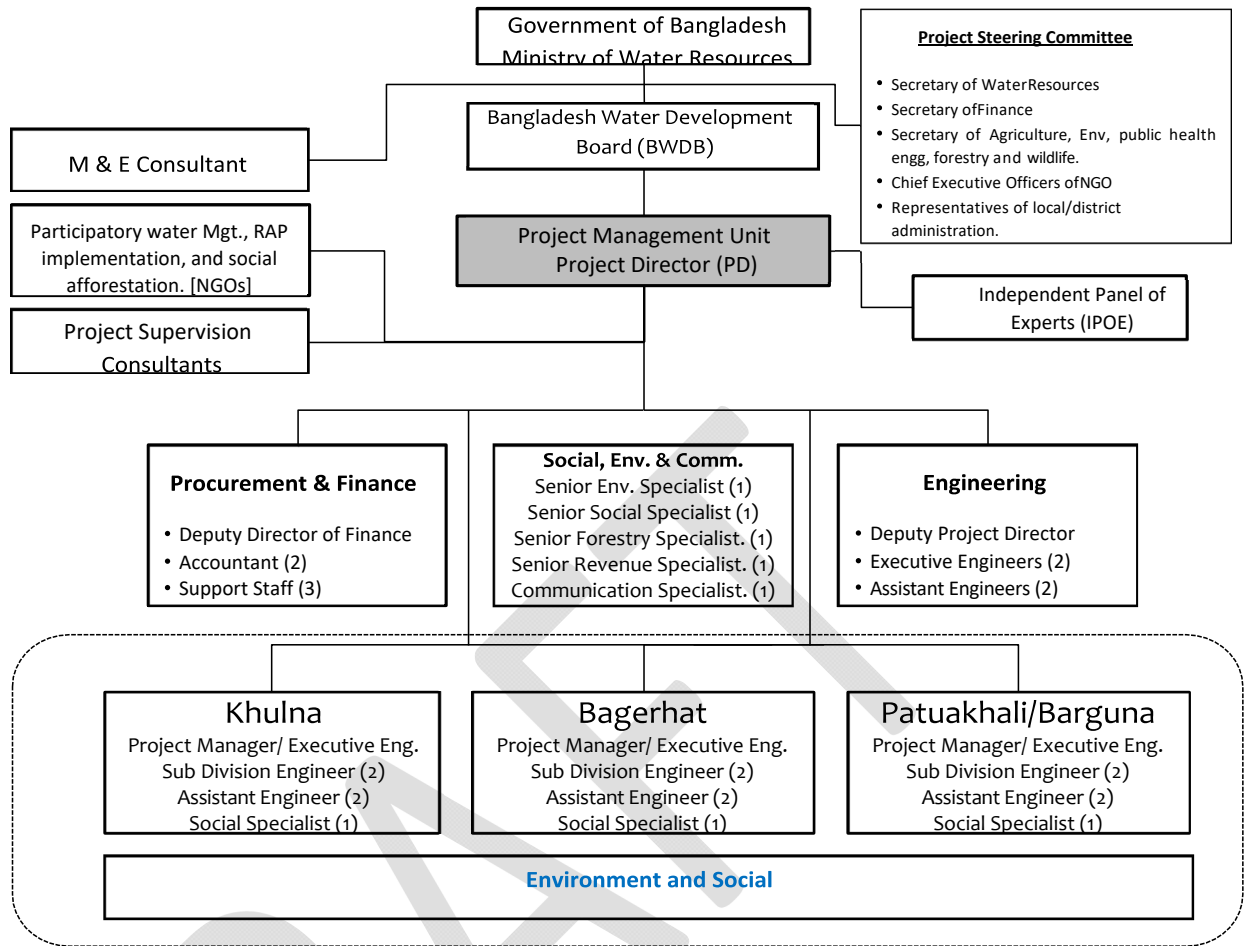 Government of Bangladesh
Ministry of Water Resources
Project Steering Committee
• Secretary of WaterResources
• Secretary ofFinance
• Secretary of Agriculture, Env, public health
engg, forestry and wildlife.
• Chief Executive Officers ofNGO
• Representatives of local/district
administration.
Bangladesh Water Development
Board (BWDB)
M & E Consultant
Participatory water Mgt., RAP
implementation, and social
afforestation. [NGOs]
Project Management Unit
Project Director (PD)
Independent Panel of
Experts (IPOE)
Project Supervision
Consultants
Procurement & Finance
• Deputy Director of Finance
• Accountant (2)
• Support Staff (3)
Social, Env. & Comm.
Senior Env. Specialist (1)
Senior Social Specialist (1)
Senior Forestry Specialist. (1)
Senior Revenue Specialist. (1)
Communication Specialist. (1)
Engineering
• Deputy Project Director
• Executive Engineers (2)
• Assistant Engineers (2)
Khulna
Project Manager/ Executive Eng.
Sub Division Engineer (2)
Assistant Engineer (2)
Social Specialist (1)
Bagerhat
Project Manager/ Executive Eng.
Sub Division Engineer (2)
Assistant Engineer (2)
Social Specialist (1)
Patuakhali/Barguna
Project Manager/ Executive Eng.
Sub Division Engineer (2)
Assistant Engineer (2)
Social Specialist (1)
Environment and Social